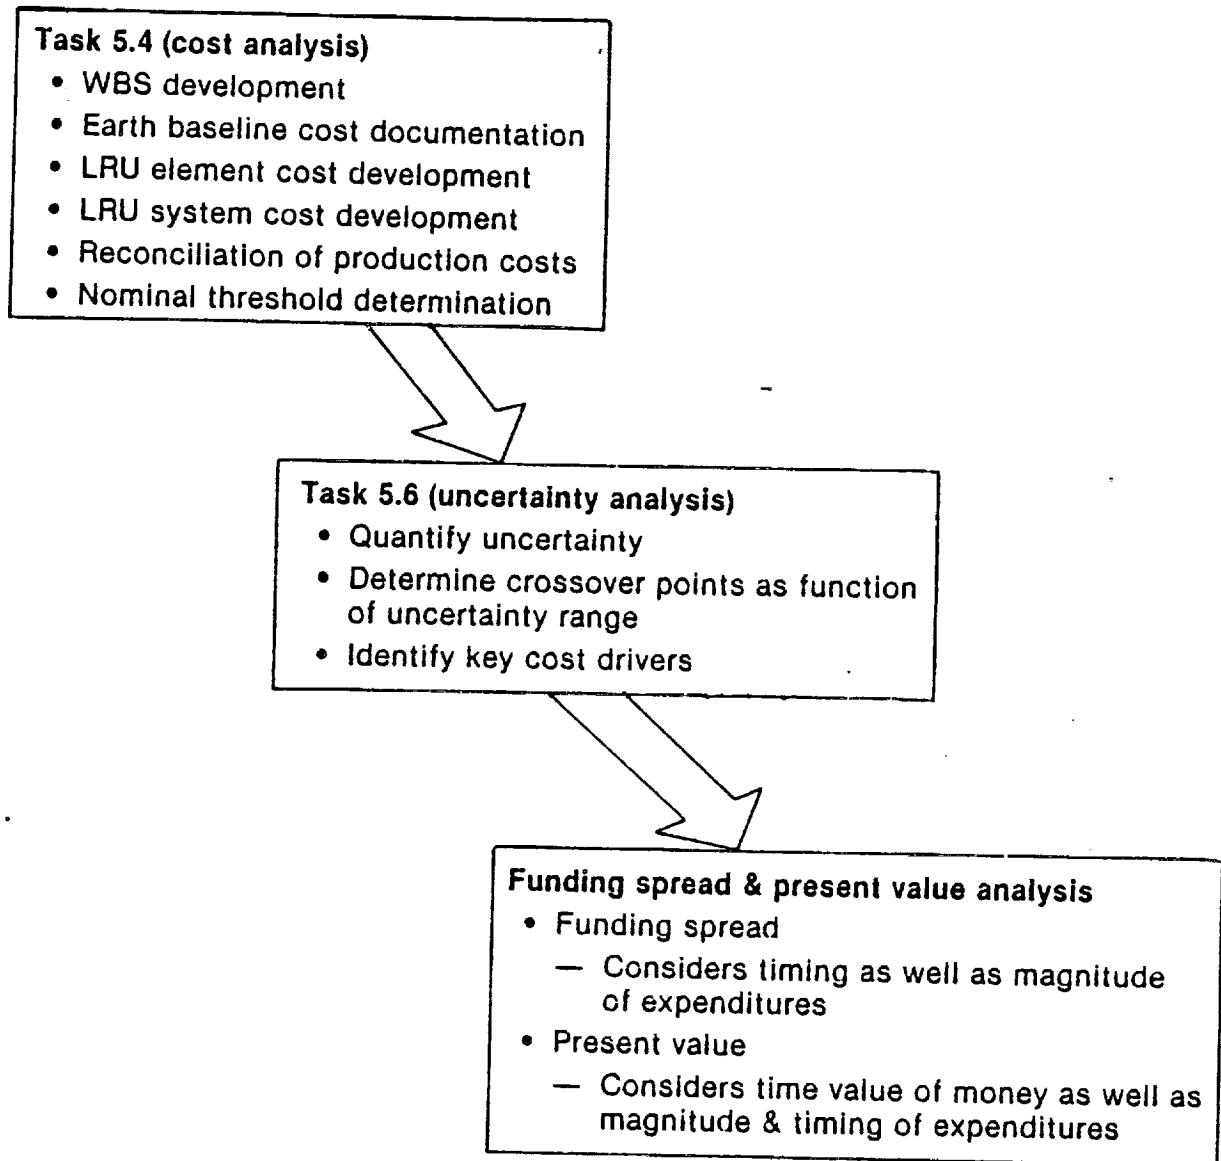 Task 5.4 (cost analysis)
• WBS development
• Earth baseline cost documentation
• LRU element cost development
• LRU system cost development
• Reconciliation of production costs
• Nominal threshold determination
Task 5.6 (uncertainty analysis)
• Quantify uncertainty
• Determine crossover points as function
of uncertainty range
• Identify key cost drivers
Funding spread & present value analysis
• Funding spread
— Considers timing as well as magnitude
of expenditures
• Present value
— Considers time value of money as well as
magnitude & timing of expenditures